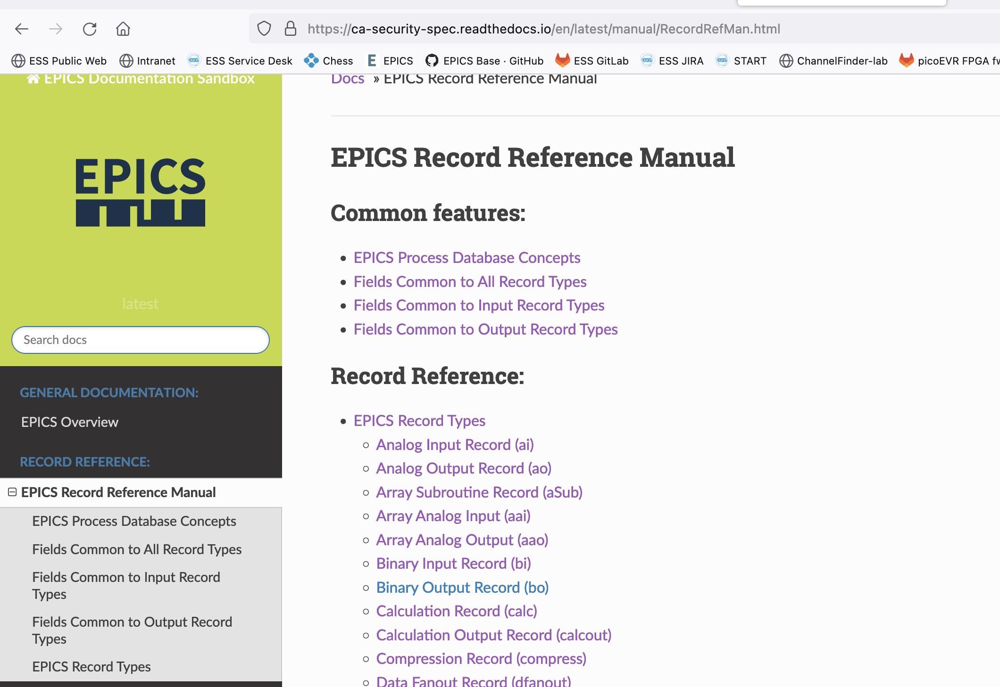 https://ca-security-spec.readthedocs.io/en/latest/manual/RecordRefMan.html
ESS Public Web Intranet ESS Service Desk Chess EPICS EPICS Base · GitHub ESS GitLab ESS JIRA START ChannelFinder-lab picoEVR FPGA fw
EPICS Documentation Sandbox
EPICS
latest
Search docs
GENERAL DOCUMENTATION:
EPICS Overview
RECORD REFERENCE:
EPICS Record Reference Manual
EPICS Process Database Concepts
Fields Common to All Record Types
Fields Common to Input Record
Types
Fields Common to Output Record
Types
EPICS Record Types
Docs » EPICS Record Reference Manual
EPICS Record Reference Manual
Common features:
EPICS Process Database Concepts
Fields Common to All Record Types
Fields Common to Input Record Types
Fields Common to Output Record Types
Record Reference:
EPICS Record Types
Analog Input Record (ai)
Analog Output Record (ao)
Array Subroutine Record (aSub)
Array Analog Input (aai)
Array Analog Output (aao)
Binary Input Record (bi)
Binary Output Record (bo)
Calculation Record (calc)
Calculation Output Record (calcout)
Compression Record (compress)
Data Fanout Record (dfanout)